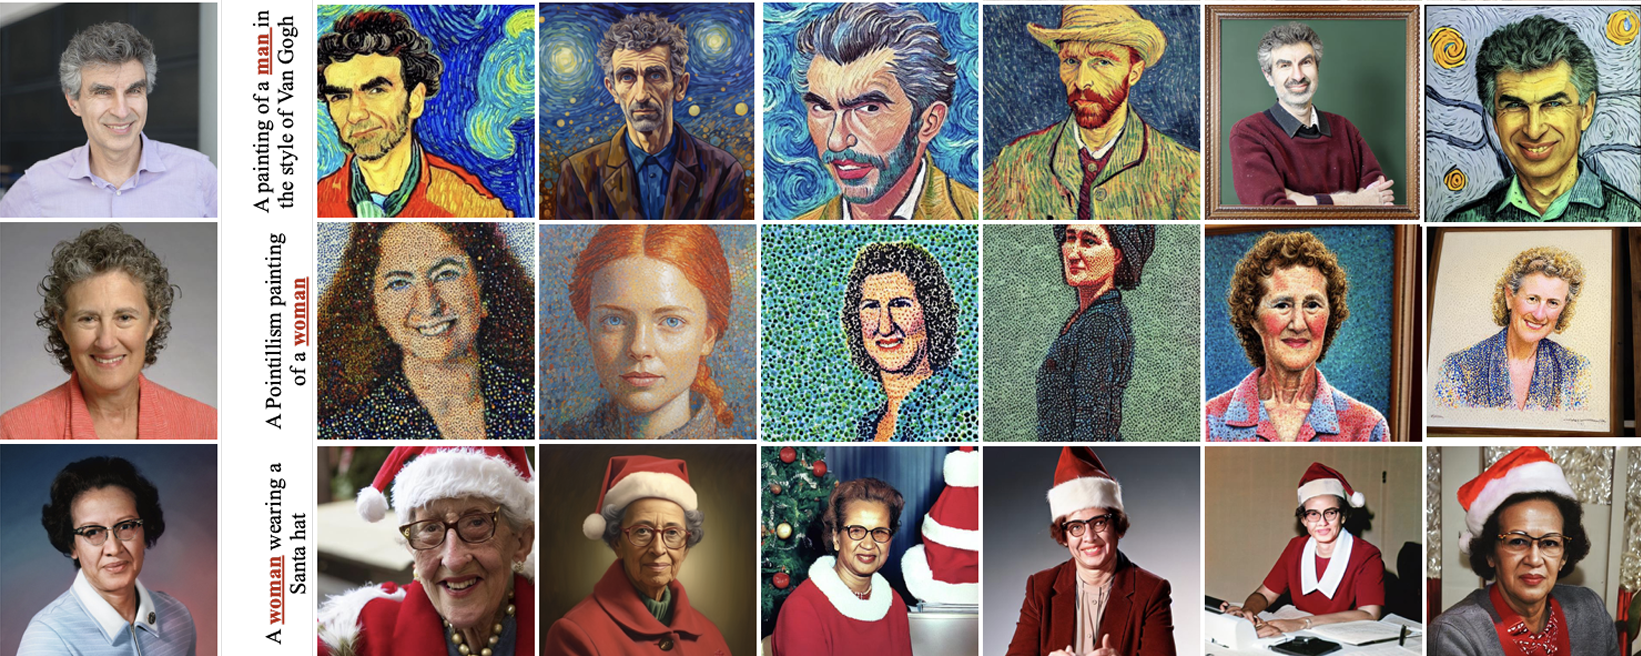 A painting of a man in
the style of Van Gogh
A Pointillism painting
of a woman
A woman wearing a
Santa hat